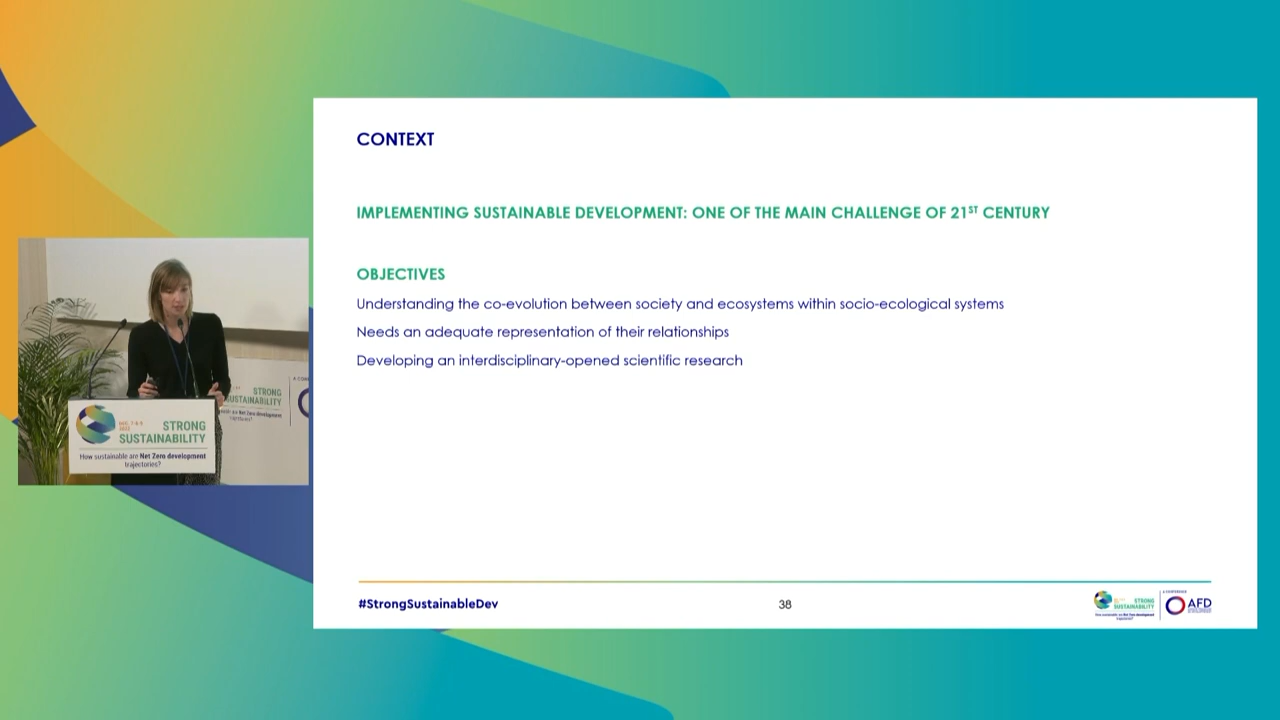 CONTEXT
IMPLEMENTING SUSTAINABLE DEVELOPMENT: ONE OF THE MAIN CHALLENGE OF 21ST CENTURY
OBJECTIVES
Understanding the co-evolution between society and ecosystems within socio-ecological systems
Needs an adequate representation of their relationships
Developing an interdisciplinary-opened scientific research
STRONG
SUSTAINABILITY
STRONG
SUSTAINABILITY
How sustainable are Net Zero development
trajectories?
#StrongSustainableDev
38
STRONG
SUSTAINABILITY
AFD